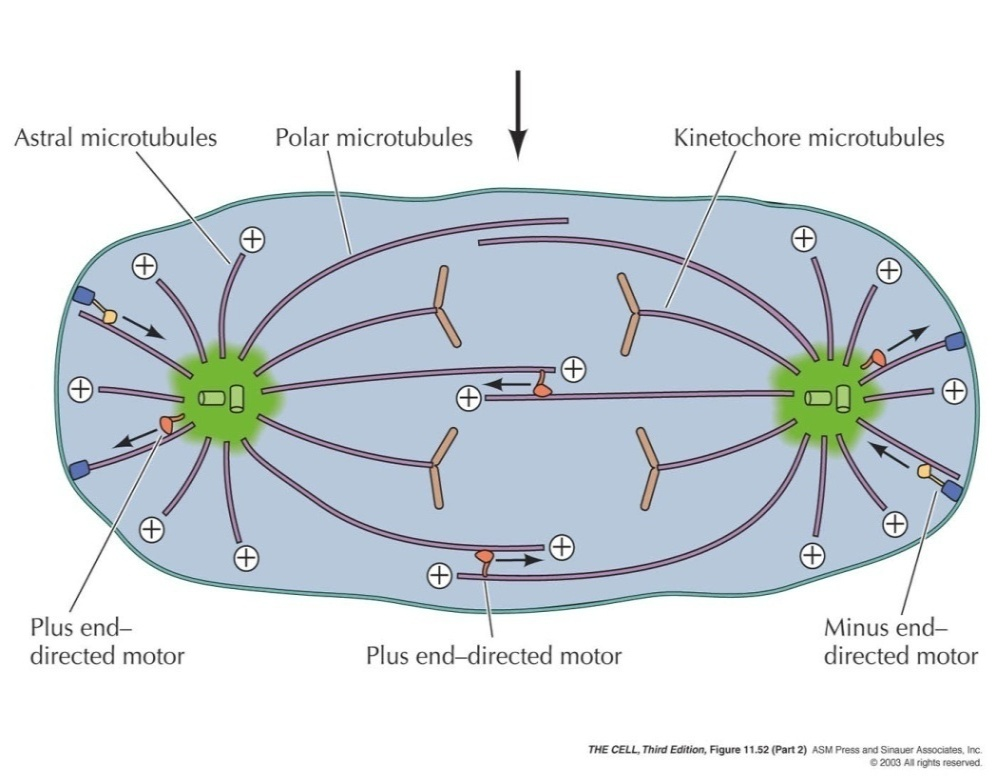 Astral microtubules
Polar microtubules
Kinetochore microtubules
+
+
+
+
+
+
+
+
+
+
+
+
+
+
Plus end–
directed motor
Plus end–directed motor
Minus end–
directed motor
THE CELL, Third Edition, Figure 11.52 (Part 2) ASM Press and Sinauer Associates, Inc.
© 2003 All rights reserved.